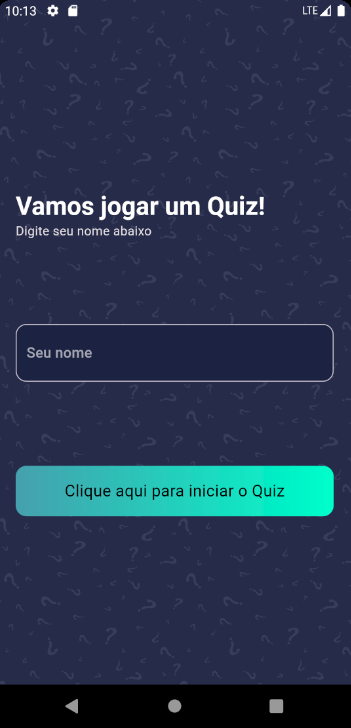 10:13
LTE
Vamos jogar um Quiz!
Digite seu nome abaixo
Seu nome
Clique aqui para iniciar o Quiz